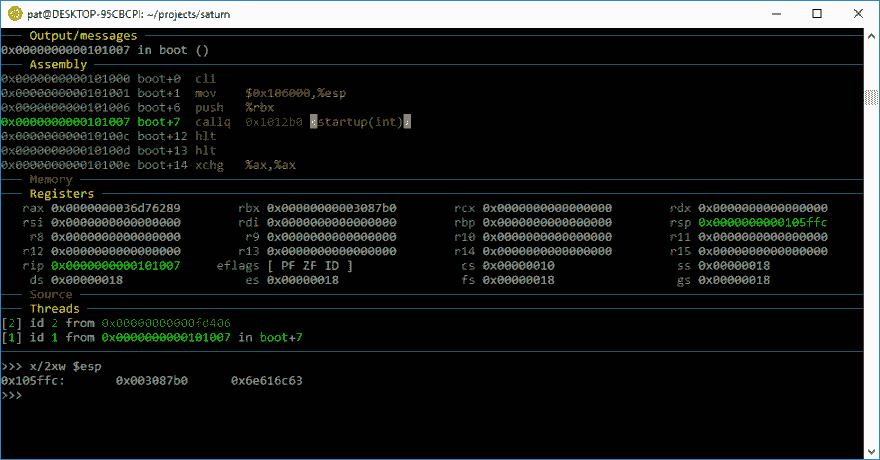 pat@DESKTOP-95CBCPI: ~/projects/saturn
Output/messages
0x0000000000101007 in boot ()
Assembly
0x0000000000101000 boot+0  cli
0x0000000000101001 boot+1  mov    $0x106000,%esp
0x0000000000101006 boot+6  push   %rbx
0x0000000000101007 boot+7  callq  0x1012b0 <startup(int)>
0x000000000010100c boot+12 hlt
0x000000000010100d boot+13 hlt
0x000000000010100e boot+14 xchg   %ax,%ax
Memory
Registers
rax 0x0000000036d76289 rbx 0x00000000003087b0 rcx 0x0000000000000000 rdx 0x0000000000000000
rsi 0x0000000000000000 rdi 0x0000000000000000 rbp 0x0000000000000000 rsp 0x0000000000105ffc
r8 0x0000000000000000 r9 0x0000000000000000 r10 0x0000000000000000 r11 0x0000000000000000
r12 0x0000000000000000 r13 0x0000000000000000 r14 0x0000000000000000 r15 0x0000000000000000
rip 0x0000000000101007 eflags [ PF ZF ID ] cs 0x00000010 ss 0x00000018
ds 0x00000018 es 0x00000018 fs 0x00000018 gs 0x00000018
Source
Threads
[2] id 2 from 0x00000000000fd406
[1] id 1 from 0x0000000000101007 in boot+7
>>> x/2xw $esp
0x105ffc:       0x003087b0      0x6e616c63
>>>